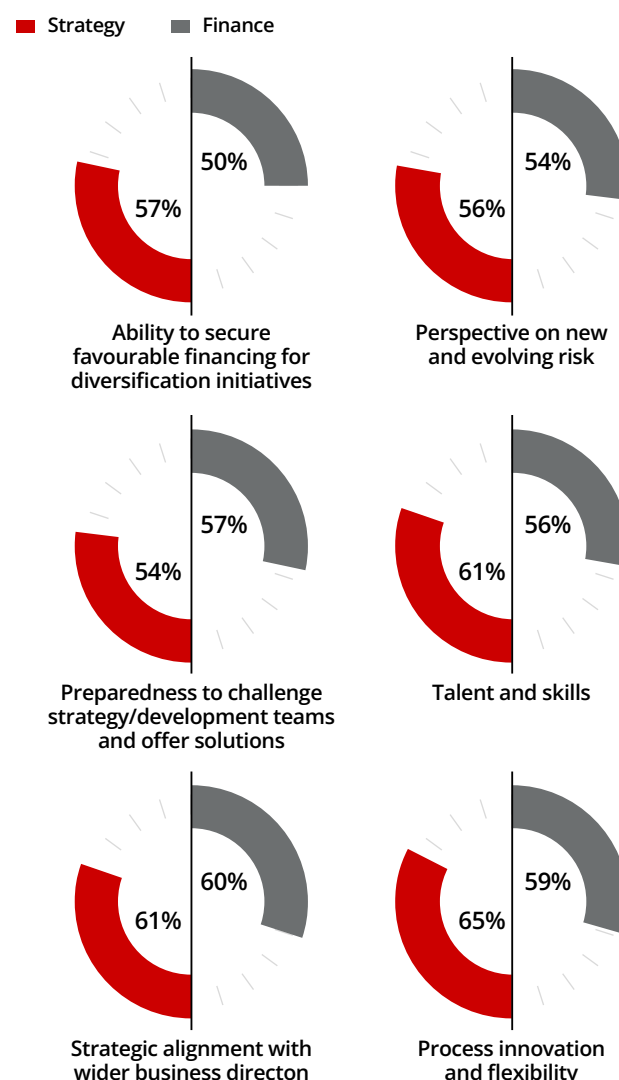 Strategy Finance
50%
57%
Ability to secure
favourable financing for
diversification initiatives
54%
56%
Perspective on new
and evolving risk
57%
54%
Preparedness to challenge
strategy/development teams
and offer solutions
56%
61%
Talent and skills
60%
61%
Strategic alignment with
wider business directon
59%
65%
Process innovation
and flexibility